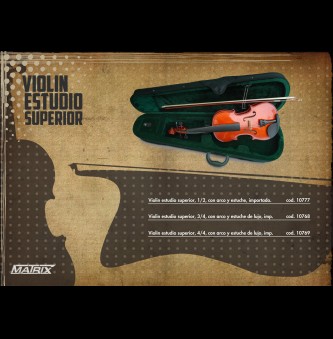 VIOLIN
ESTUDIO
SUPERIOR
Violín estudio superior, 1/2, con arco y estuche, importado. cod. 10777
Violín estudio superior, 3/4, con arco y estuche de lujo, imp. cod. 10768
Violín estudio superior, 4/4, con arco y estuche de lujo, imp. cod. 10769
MATRIX